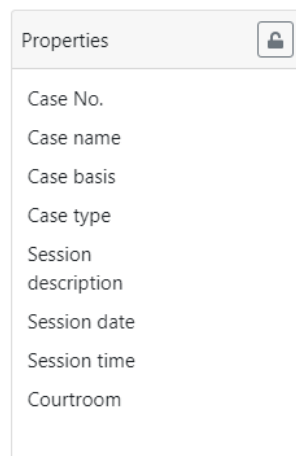 Properties
Case No.
Case name
Case basis
Case type
Session
description
Session date
Session time
Courtroom